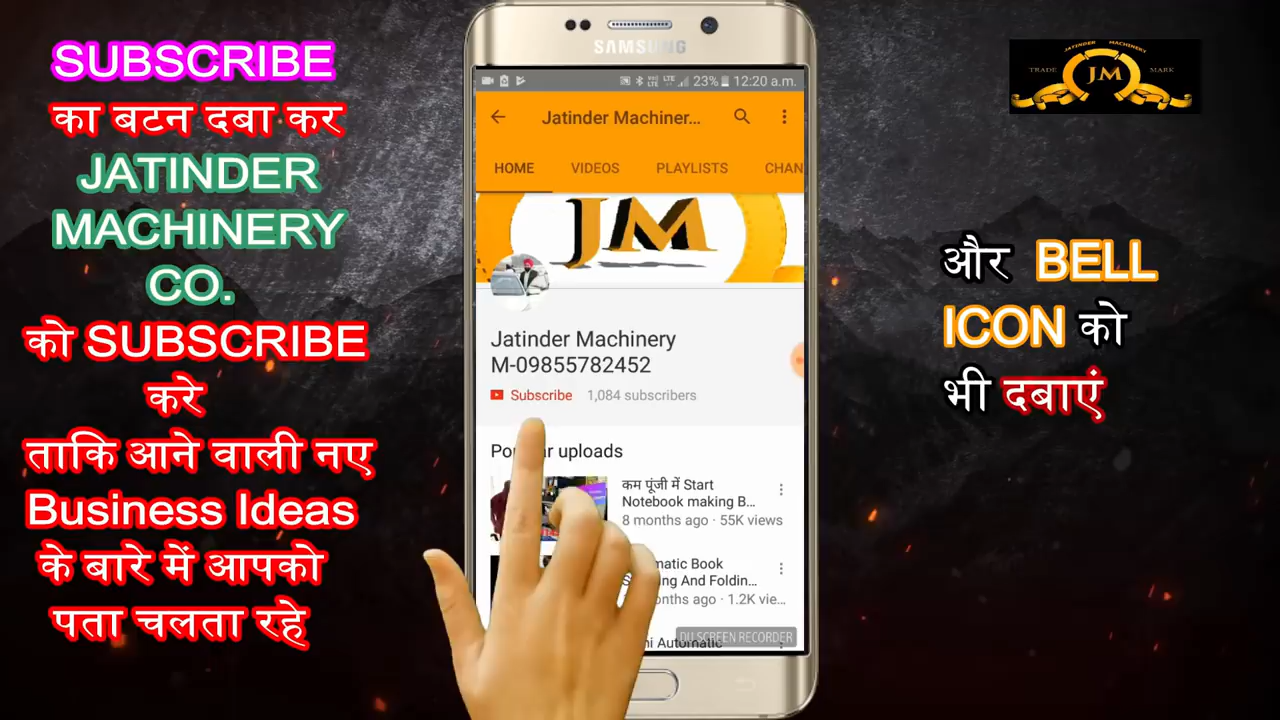 SUBSCRIBE
का बटन दबा कर
JATINDER
MACHINERY
CO.
को SUBSCRIBE
करे
ताकि आने वाली नए
Business Ideas
के बारे में आपको
पता चलता रहे
SAMSUNG
23% 12:20 a.m.
Jatinder Machiner...
HOME VIDEOS PLAYLISTS CHAN
JM
Jatinder Machinery
M-09855782452
Subscribe 1,084 subscribers
uploads
कम पूंजी में Start
Notebook making B...
8 months ago · 55K views
Book
And Foldin...
ago · 1.2K vie...
Automatic
DU SCREEN RECORDER
JATINDER MACHINERY
TRADE JM MARK
और BELL
ICON को
भी दबाएं